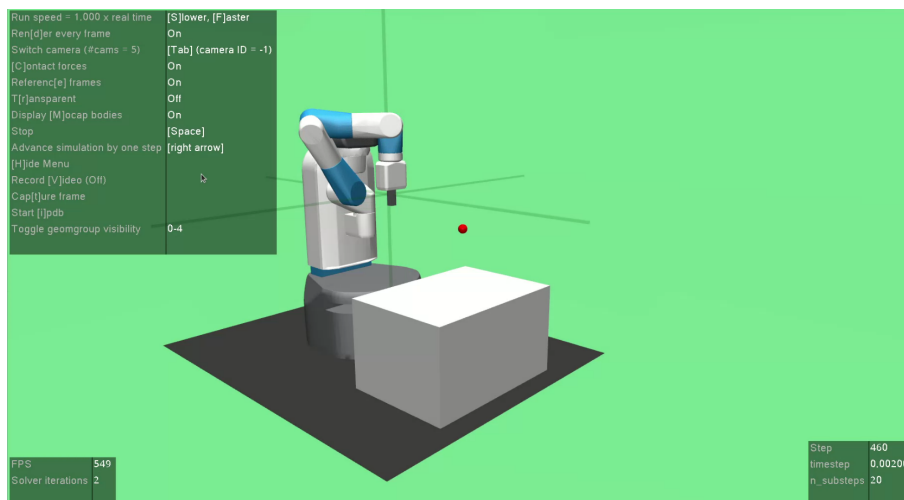 Run speed = 1.000 x real time [S]lower, [F]aster
Ren[d]er every frame On
Switch camera (#cams = 5) [Tab] (camera ID = -1)
[C]ontact forces On
Referenc[e] frames On
T[r]ansparent Off
Display [M]ocap bodies On
Stop [Space]
Advance simulation by one step [right arrow]
[H]ide Menu
Record [V]ideo (Off)
Cap[t]ure frame
Start [i]pdb
Toggle geomgroup visibility 0-4
FPS 549
Solver iterations 2
Step 460
timestep 0.00200
n_substeps 20